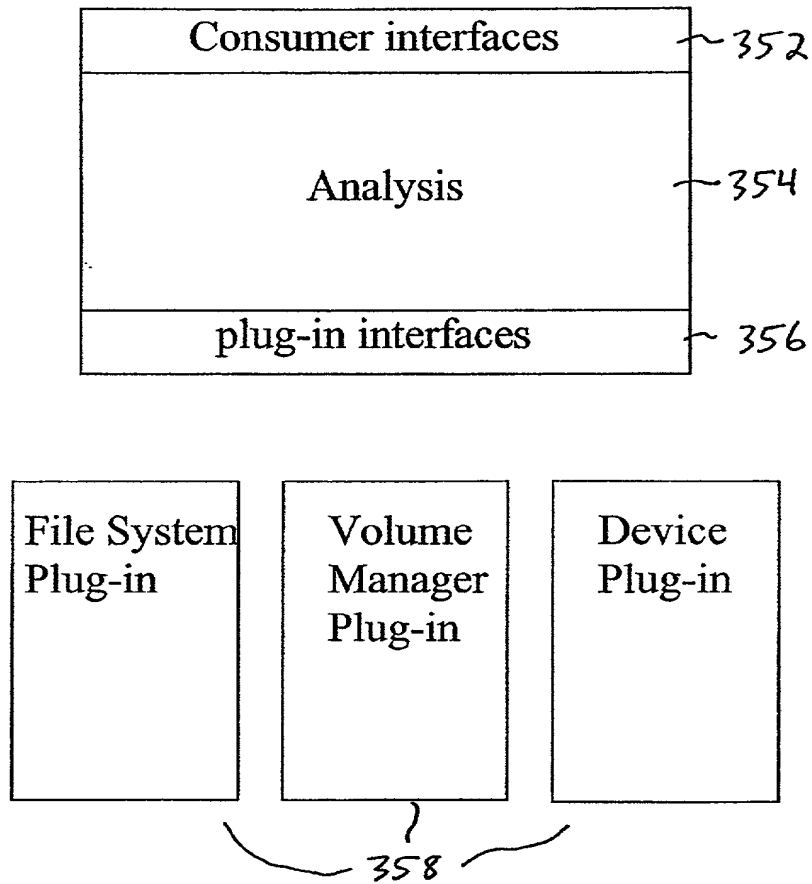 Consumer interfaces
352
Analysis
354
plug-in interfaces
356
File System
Plug-in
Volume
Manager
Plug-in
Device
Plug-in
358